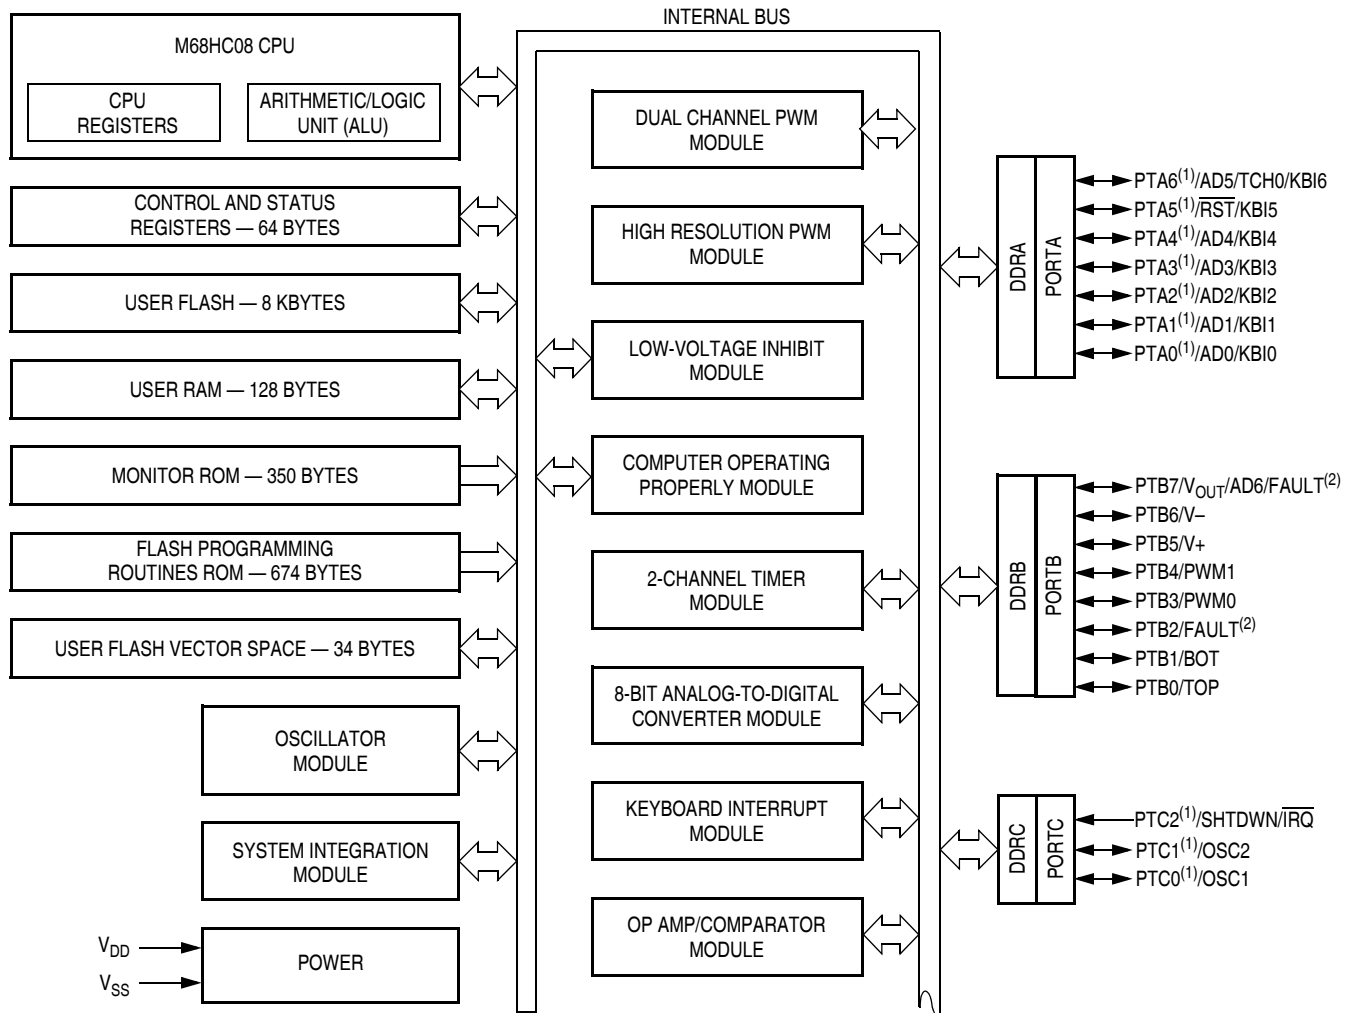 INTERNAL BUS
M68HC08 CPU
CPU
REGISTERS
ARITHMETIC/LOGIC
UNIT (ALU)
CONTROL AND STATUS
REGISTERS — 64 BYTES
USER FLASH — 8 KBYTES
USER RAM — 128 BYTES
MONITOR ROM — 350 BYTES
FLASH PROGRAMMING
ROUTINES ROM — 674 BYTES
USER FLASH VECTOR SPACE — 34 BYTES
OSCILLATOR
MODULE
SYSTEM INTEGRATION
MODULE
V_DD
V_SS
POWER
DUAL CHANNEL PWM
MODULE
HIGH RESOLUTION PWM
MODULE
LOW-VOLTAGE INHIBIT
MODULE
COMPUTER OPERATING
PROPERLY MODULE
2-CHANNEL TIMER
MODULE
8-BIT ANALOG-TO-DIGITAL
CONVERTER MODULE
KEYBOARD INTERRUPT
MODULE
OP AMP/COMPARATOR
MODULE
DDRA
PORTA
PTA6(1)/AD5/TCH0/KBI6
PTA5(1)/R̅S̅T̅/KBI5
PTA4(1)/AD4/KBI4
PTA3(1)/AD3/KBI3
PTA2(1)/AD2/KBI2
PTA1(1)/AD1/KBI1
PTA0(1)/AD0/KBI0
DDRB
PORTB
PTB7/V_OUT/AD6/FAULT(2)
PTB6/V–
PTB5/V+
PTB4/PWM1
PTB3/PWM0
PTB2/FAULT(2)
PTB1/BOT
PTB0/TOP
DDRC
PORTC
PTC2(1)/SHTDWN/I̅R̅Q̅
PTC1(1)/OSC2
PTC0(1)/OSC1